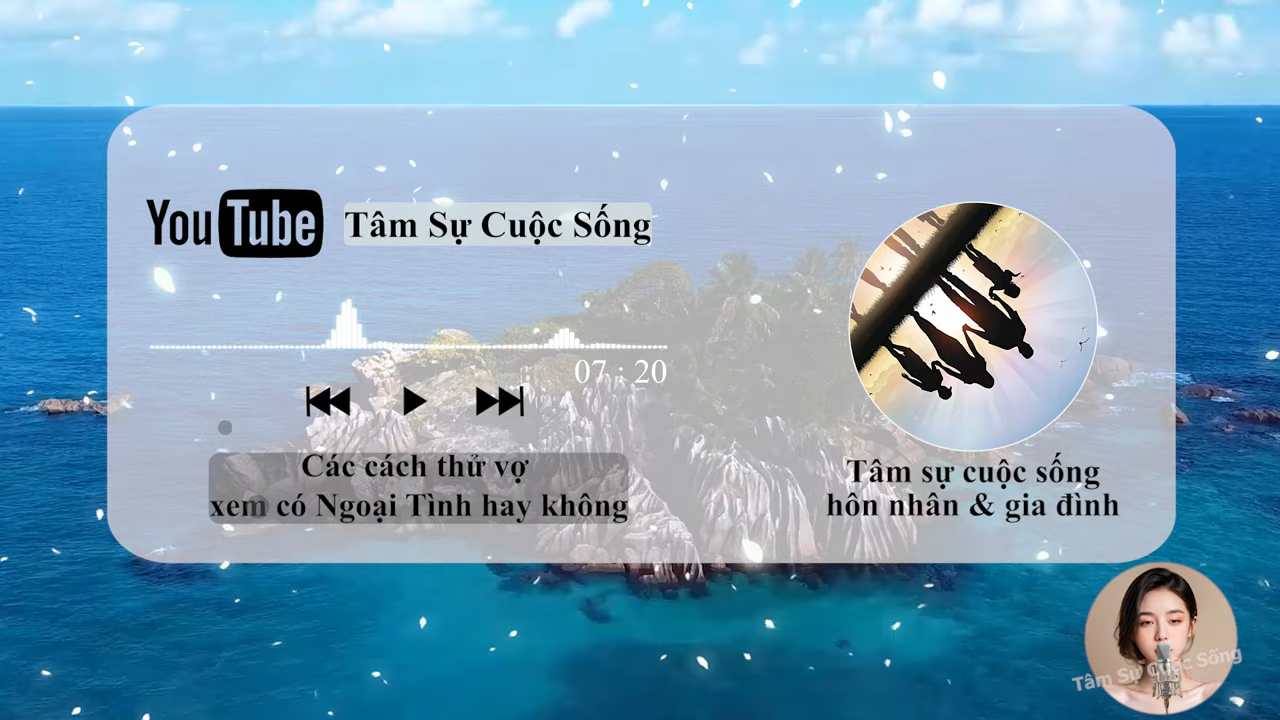 YouTube
Tâm Sự Cuộc Sống
07 : 20
Các cách thử vợ
xem có Ngoại Tình hay không
Tâm sự cuộc sống
hôn nhân & gia đình
Tâm Sự Cuộc Sống